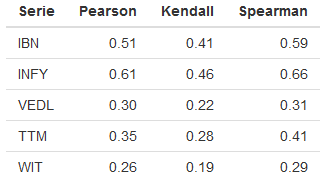 Serie Pearson Kendall Spearman
IBN 0.51 0.41 0.59
INFY 0.61 0.46 0.66
VEDL 0.30 0.22 0.31
TTM 0.35 0.28 0.41
WIT 0.26 0.19 0.29